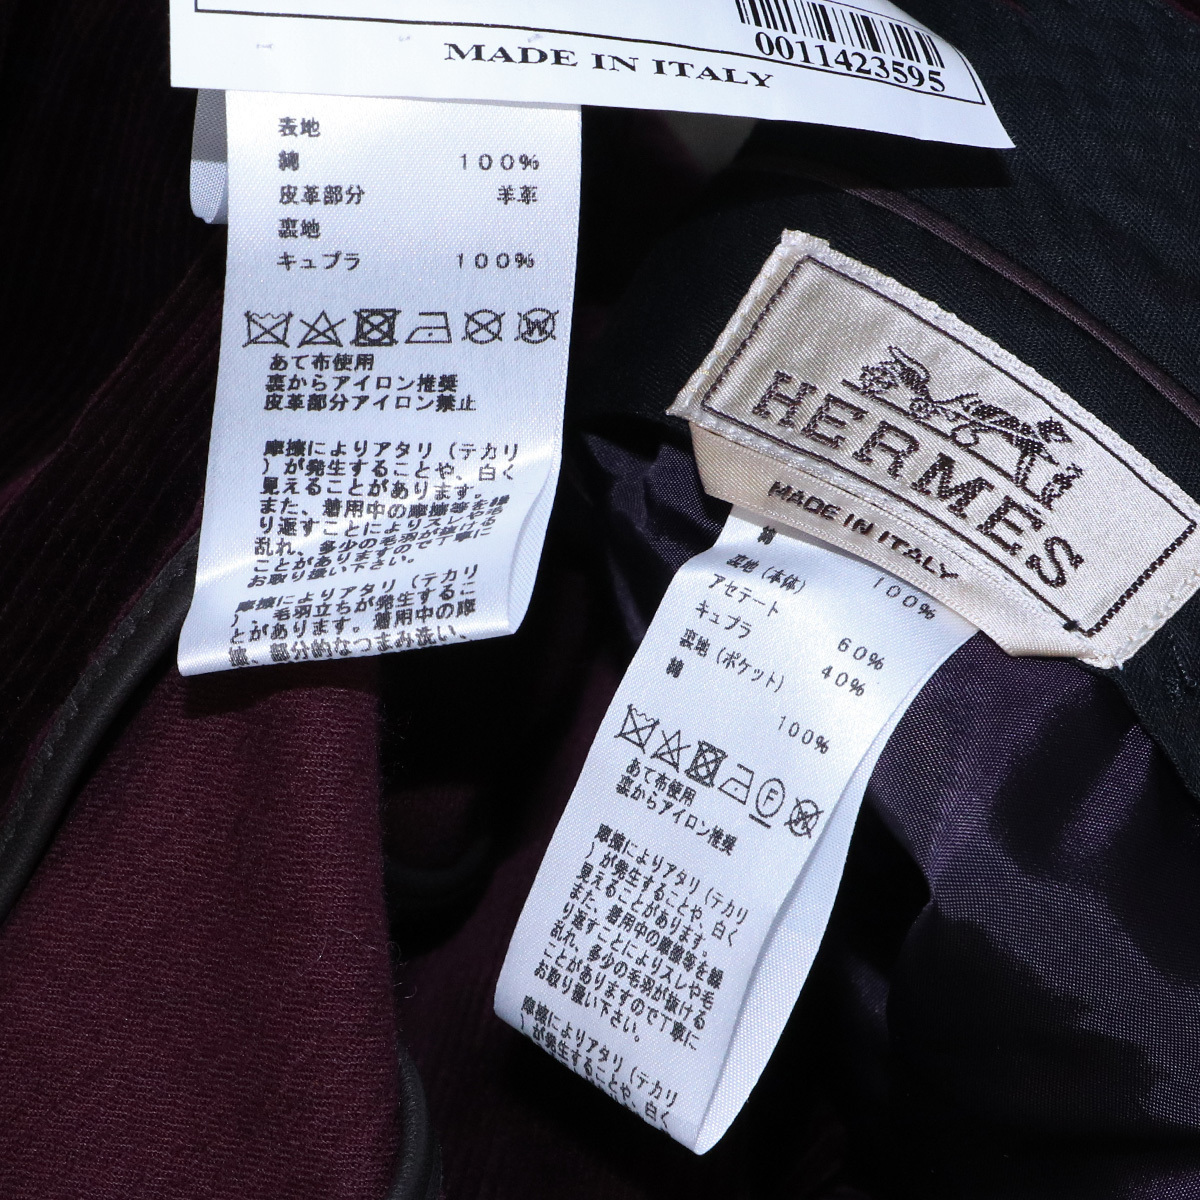 MADE IN ITALY
0011423595
表地
綿 100%
皮革部分 羊革
裏地
キュプラ 100%
あて布使用
裏からアイロン推奨
皮革部分アイロン禁止
摩擦によりアタリ（テカリ
）が発生することや、白く
見えることがあります。
また、着用中の摩擦等を繰
り返すことによりスレや毛
乱れ、多少の毛羽が抜ける
ことがありますので丁寧に
お取り扱い下さい。
摩擦によりアタリ（テカリ
）、毛羽立ちが発生するこ
とがあります。着用中の摩
擦、部分的なつまみ洗い、
HERMES
MADE IN ITALY
綿 100%
裏地（本体）
アセテート 60%
キュプラ 40%
裏地（ポケット）
綿 100%
F
あて布使用
裏からアイロン推奨
摩擦によりアタリ（テカリ
）が発生することや、白く
見えることがあります。
また、着用中の摩擦等を繰
り返すことによりスレや毛
乱れ、多少の毛羽が抜ける
ことがありますので丁寧に
お取り扱い下さい。
摩擦によりアタリ（テカリ
）が発生することや、白く